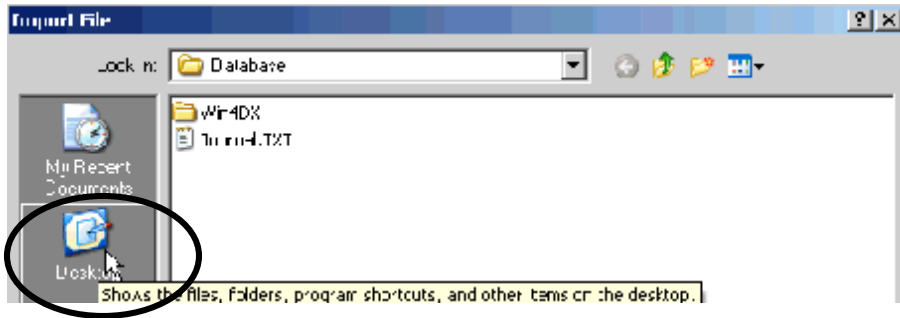 Import File
Look in: Database
Win4DX
Journal.TXT
My Recent
Documents
Desktop
Shows the files, folders, program shortcuts, and other items on the desktop.